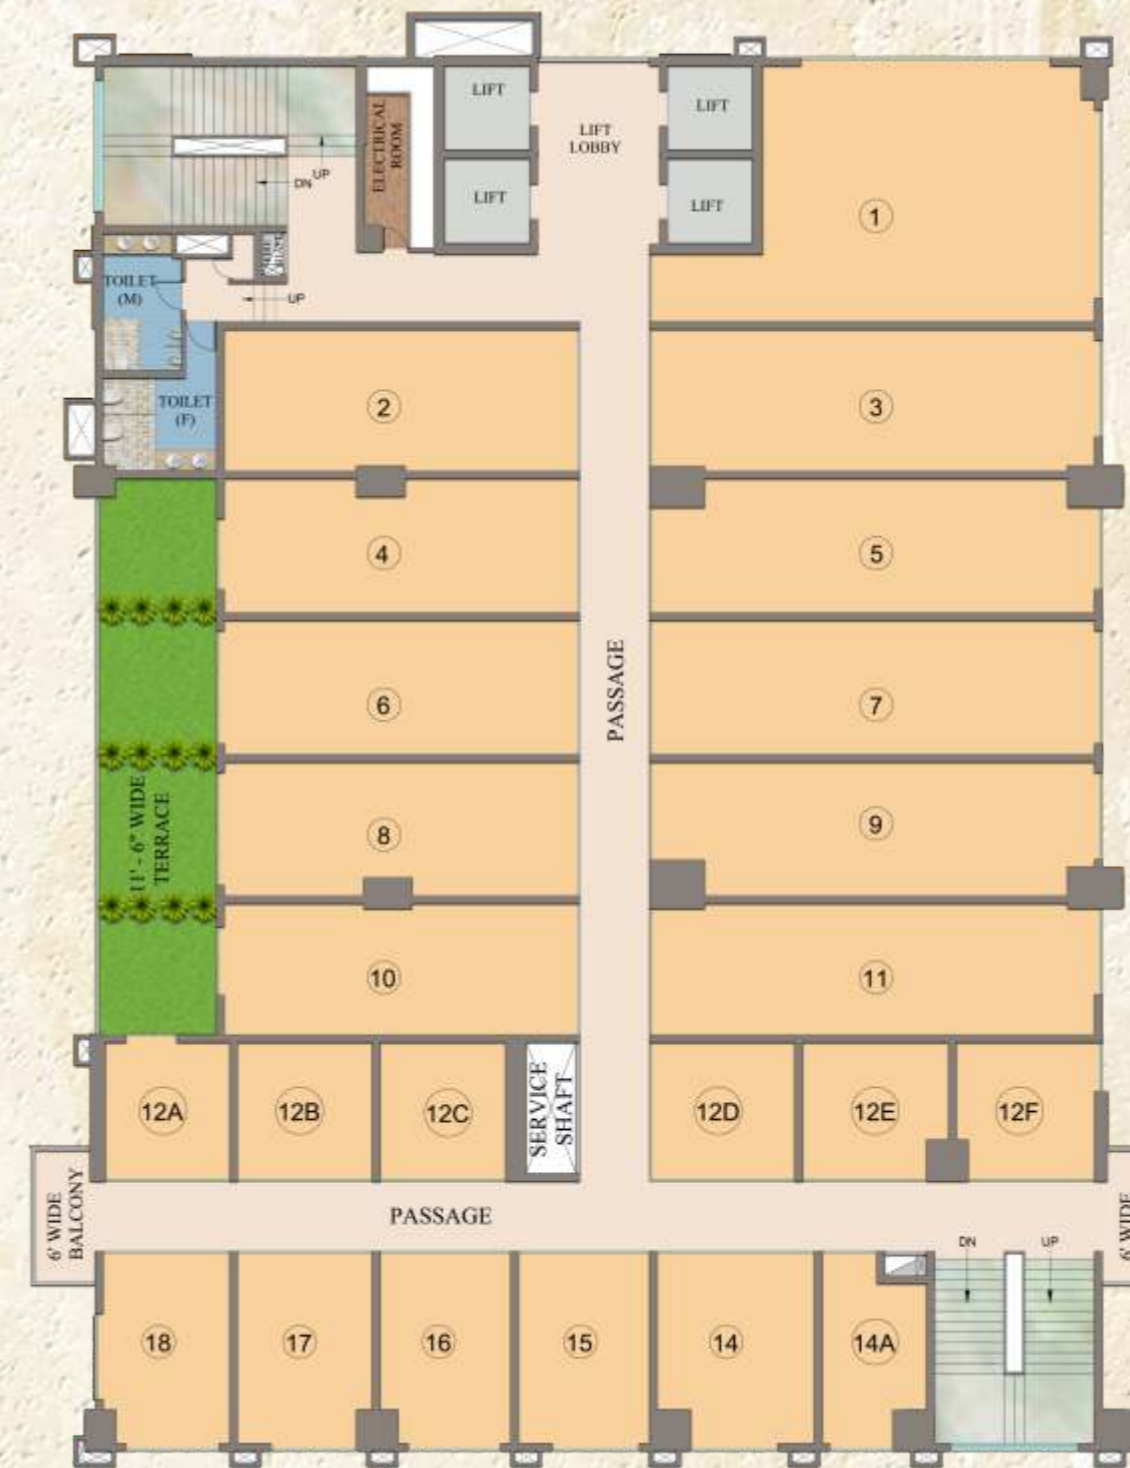 LIFT
LIFT
LIFT
LOBBY
ELECTRICAL
ROOM
UP
DN
LIFT
LIFT
1
TOILET
(M)
UP
TOILET
(F)
2
3
4
5
6
7
PASSAGE
11' - 6" WIDE
TERRACE
8
9
10
11
12A
12B
12C
SERVICE
SHAFT
12D
12E
12F
6' WIDE
BALCONY
PASSAGE
6' WIDE
DN
UP
18
17
16
15
14
14A